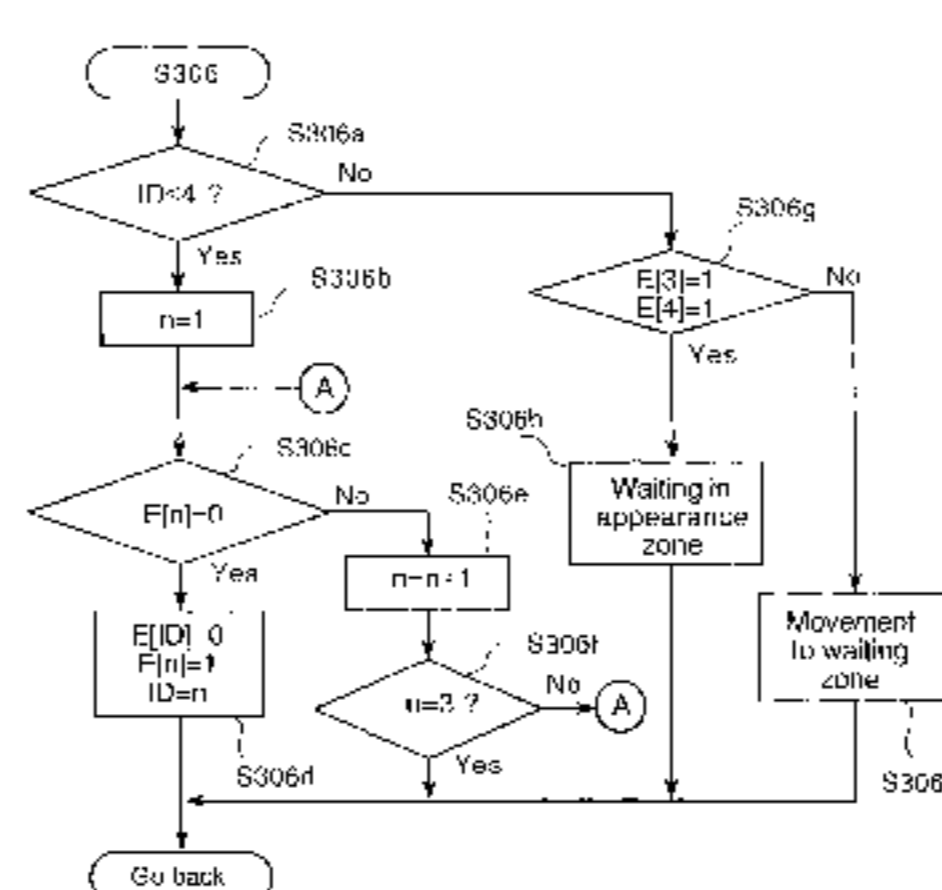 S306
S306a
ID<4 ?
No
Yes
S306g
S306b
E[3]=1
E[4]=1
No
n=1
Yes
A
S306h
S306c
E[n]=0
No
S306e
Waiting in
appearance
zone
Yes
n=n+1
E[ID]=0
E[n]=1
ID=n
S306f
Movement
to waiting
zone
n=3 ?
No
A
Yes
S306d
S306
Go back